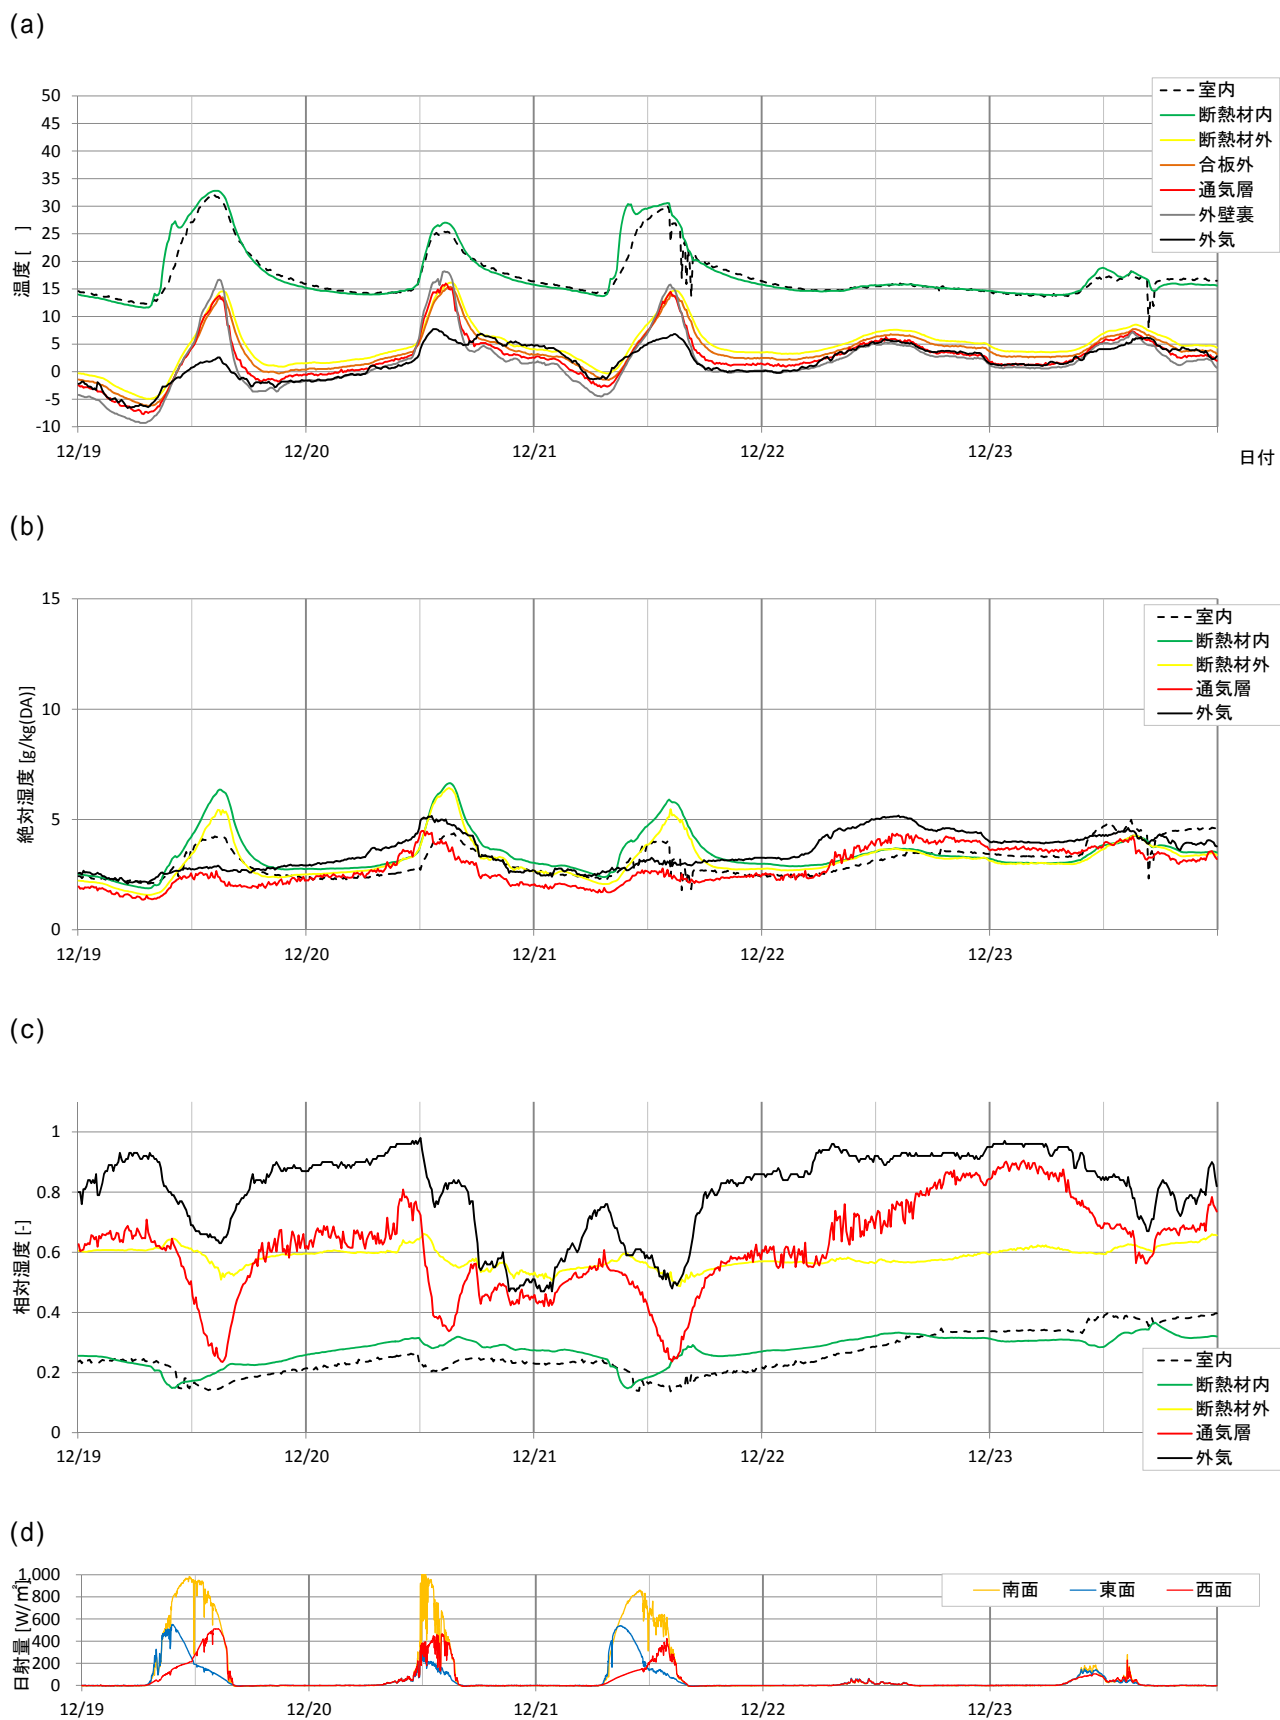 (a)
50
45
40
35
30
25
20
15
10
5
0
-5
-10
温度 [　]
室内
断熱材内
断熱材外
合板外
通気層
外壁裏
外気
12/19 12/20 12/21 12/22 12/23
日付
(b)
15
10
5
0
絶対湿度 [g/kg(DA)]
室内
断熱材内
断熱材外
通気層
外気
12/19 12/20 12/21 12/22 12/23
(c)
1
0.8
0.6
0.4
0.2
0
相対湿度 [-]
室内
断熱材内
断熱材外
通気層
外気
12/19 12/20 12/21 12/22 12/23
(d)
1,000
800
600
400
200
0
日射量 [W/㎡]
南面 東面 西面
12/19 12/20 12/21 12/22 12/23